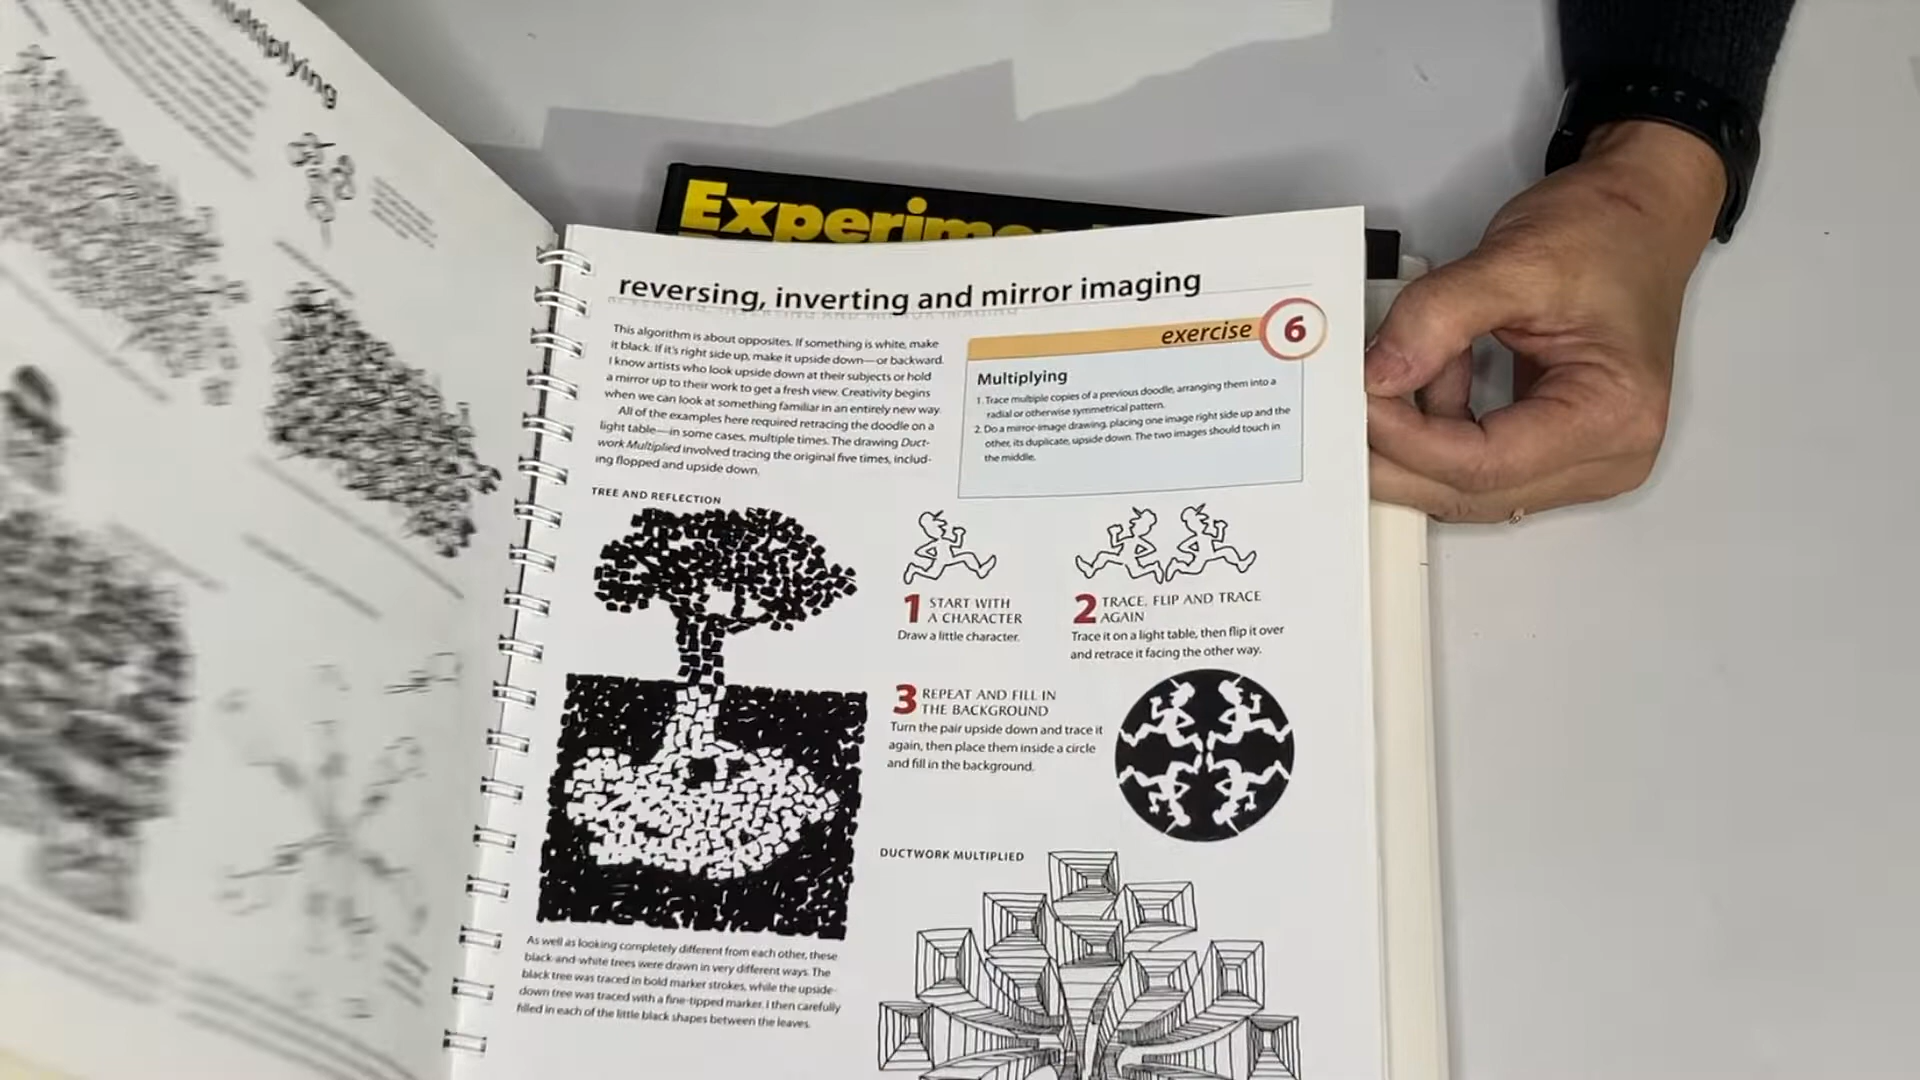 multiplying
Experim
reversing, inverting and mirror imaging
This algorithm is about opposites. If something is white, make
it black. If it's right side up, make it upside down—or backward.
I know artists who look upside down at their subjects or hold
a mirror up to their work to get a fresh view. Creativity begins
when we can look at something familiar in an entirely new way.
All of the examples here required retracing the doodle on a
light table—in some cases, multiple times. The drawing Duct-
work Multiplied involved tracing the original five times, includ-
ing flopped and upside down.
exercise 6
Multiplying
1. Trace multiple copies of a previous doodle, arranging them into a
radial or otherwise symmetrical pattern.
2. Do a mirror-image drawing, placing one image right side up and the
other, its duplicate, upside down. The two images should touch in
the middle.
TREE AND REFLECTION
1 START WITH
A CHARACTER
Draw a little character.
2 TRACE, FLIP AND TRACE
AGAIN
Trace it on a light table, then flip it over
and retrace it facing the other way.
3 REPEAT AND FILL IN
THE BACKGROUND
Turn the pair upside down and trace it
again, then place them inside a circle
and fill in the background.
DUCTWORK MULTIPLIED
As well as looking completely different from each other, these
black-and-white trees were drawn in very different ways. The
black tree was traced in bold marker strokes, while the upside-
down tree was traced with a fine-tipped marker. I then carefully
filled in each of the little black shapes between the leaves.